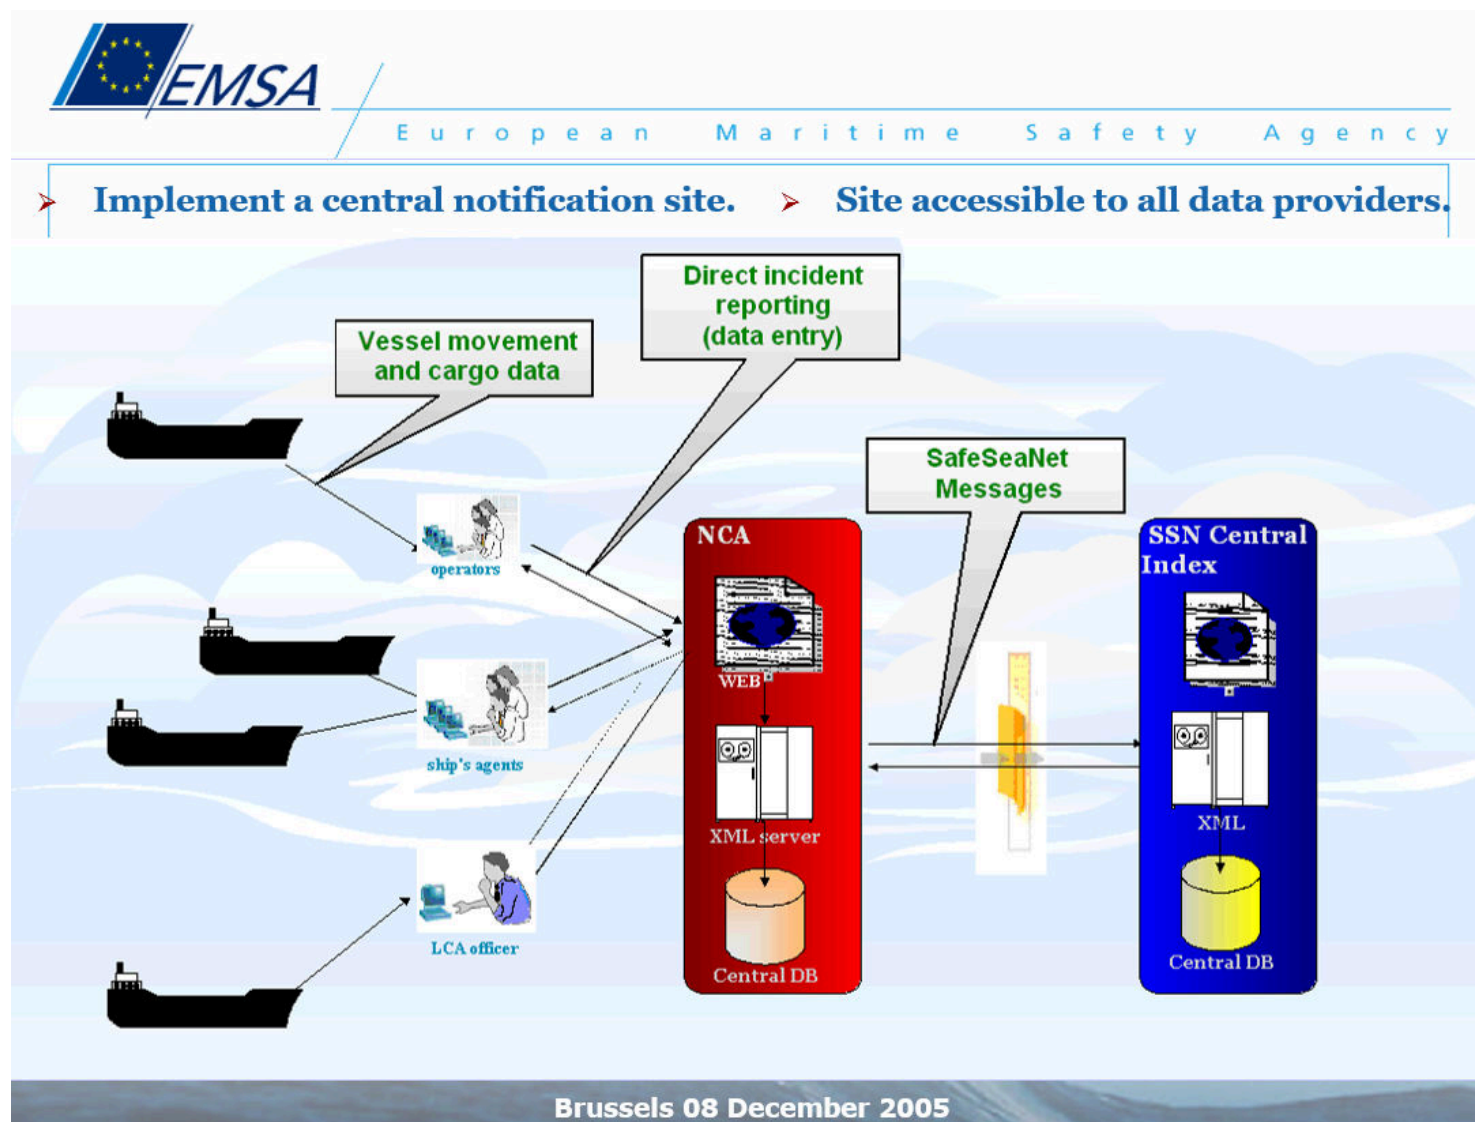 EMSA
European Maritime Safety Agency
➢ Implement a central notification site. ➢ Site accessible to all data providers.
Direct incident
reporting
(data entry)
Vessel movement
and cargo data
SafeSeaNet
Messages
operators
ship's agents
LCA officer
NCA
WEB
XML server
Central DB
SSN Central
Index
XML
Central DB
Brussels 08 December 2005